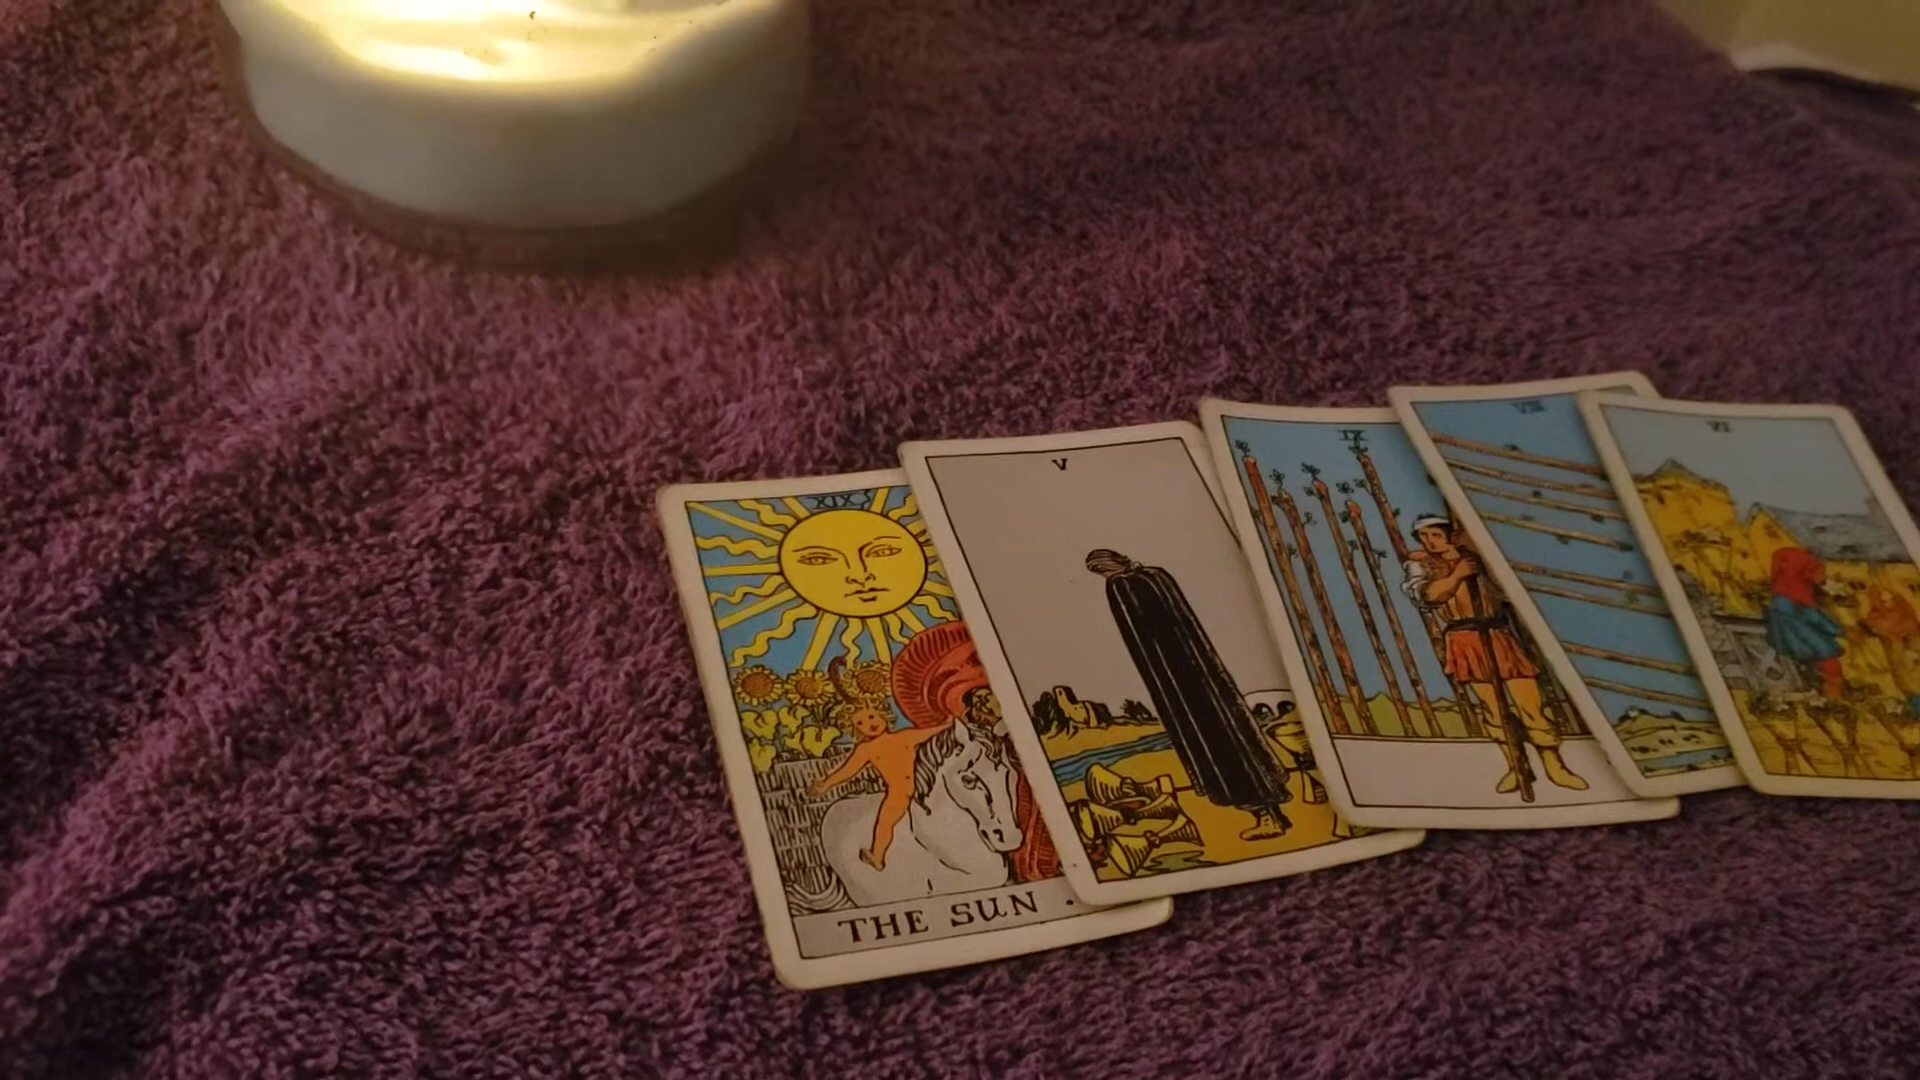 XIX
THE SUN .
V
IX
VIII
VI